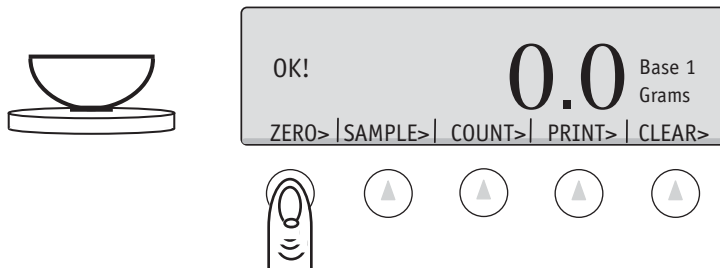 OK!
0.0
Base 1
Grams
ZERO>|SAMPLE>| COUNT>| PRINT>| CLEAR>